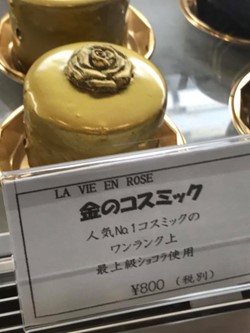 LA VIE EN ROSE
金のコスミック
人気No.1コスミックの
ワンランク上
最上級ショコラ使用
¥800 (税別)